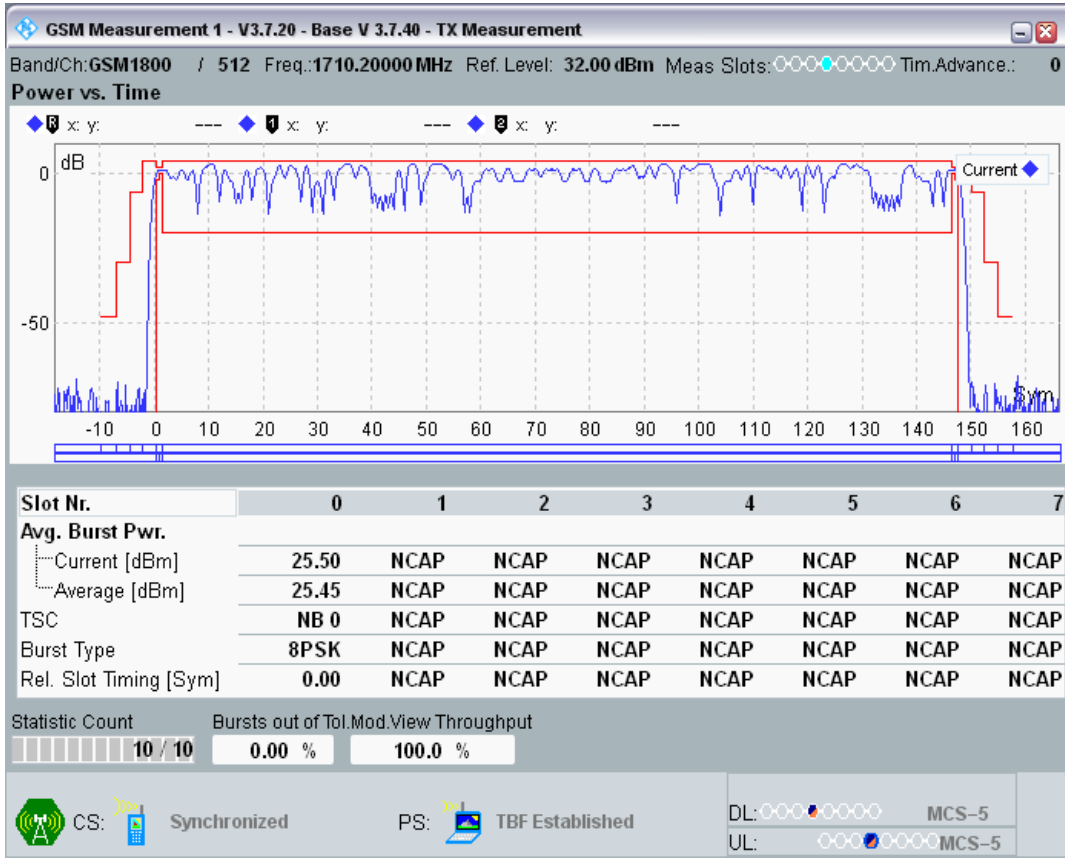 GSM Measurement 1 - V3.7.20 - Base V 3.7.40 - TX Measurement
Band/Ch:GSM1800 / 512 Freq.:1710.20000 MHz Ref. Level: 32.00 dBm Meas Slots: Tim.Advance.: 0
Power vs. Time
R x: y: --- 1 x: y: --- 2 x: y: ---
dB
Current
0
-50
Sym
-10 0 10 20 30 40 50 60 70 80 90 100 110 120 130 140 150 160
Slot Nr. 0 1 2 3 4 5 6 7
Avg. Burst Pwr.
Current [dBm] 25.50 NCAP NCAP NCAP NCAP NCAP NCAP NCAP
Average [dBm] 25.45 NCAP NCAP NCAP NCAP NCAP NCAP NCAP
TSC NB 0 NCAP NCAP NCAP NCAP NCAP NCAP NCAP
Burst Type 8PSK NCAP NCAP NCAP NCAP NCAP NCAP NCAP
Rel. Slot Timing [Sym] 0.00 NCAP NCAP NCAP NCAP NCAP NCAP NCAP
Statistic Count Bursts out of Tol.Mod.View Throughput
10 / 10 0.00 % 100.0 %
CS: Synchronized PS: TBF Established
DL: MCS-5
UL: MCS-5